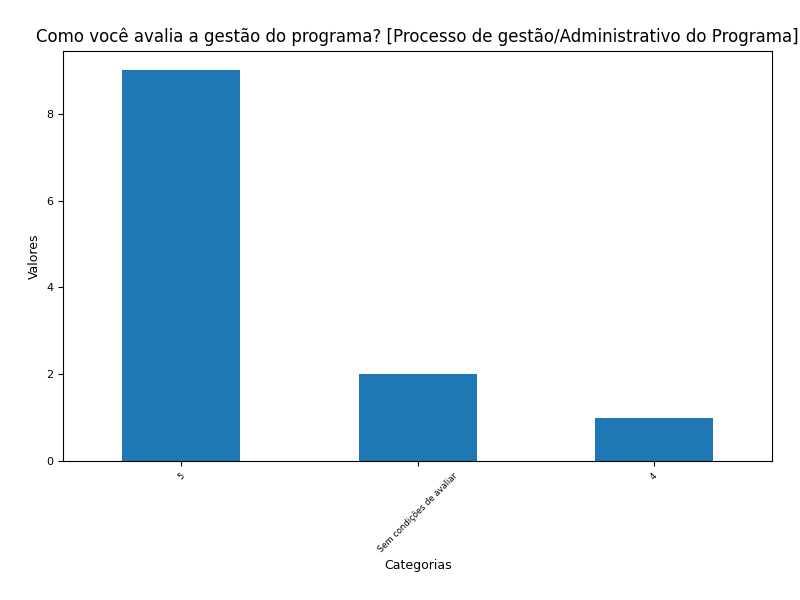 Como você avalia a gestão do programa? [Processo de gestão/Administrativo do Programa]
Valores
8
6
4
2
0
5
Sem condições de avaliar
4
Categorias